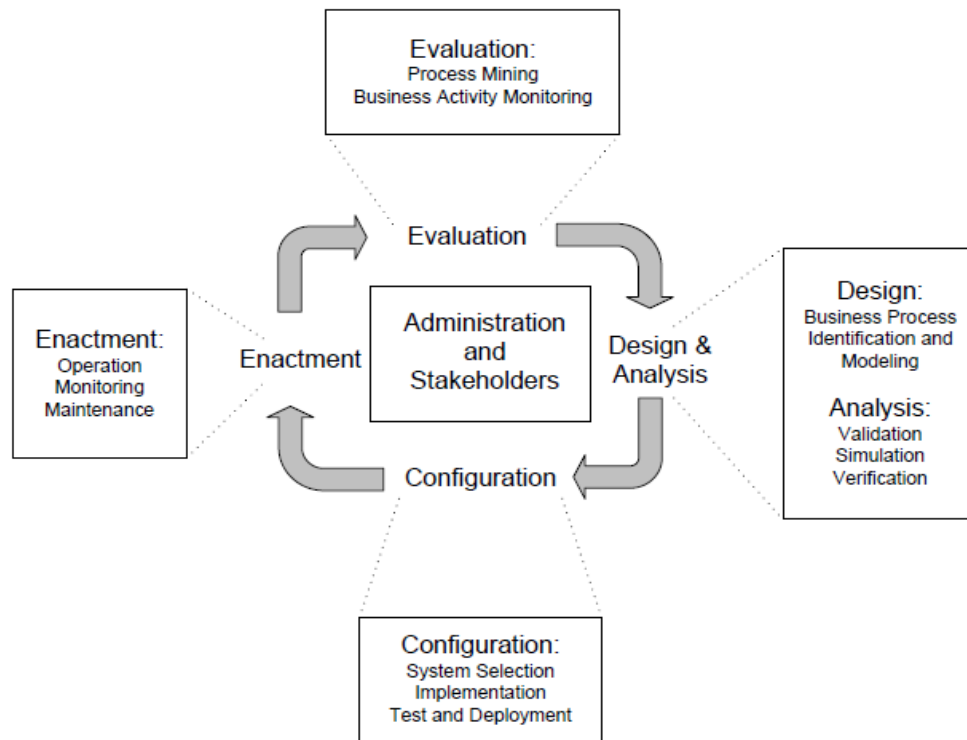 Evaluation:
Process Mining
Business Activity Monitoring
Evaluation
Enactment:
Operation
Monitoring
Maintenance
Enactment
Administration
and
Stakeholders
Design &
Analysis
Design:
Business Process
Identification and
Modeling
Analysis:
Validation
Simulation
Verification
Configuration
Configuration:
System Selection
Implementation
Test and Deployment